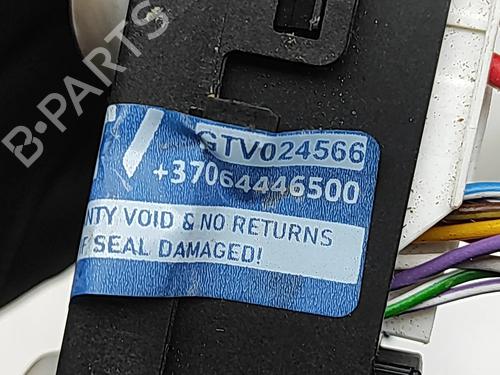 B-PARTS
GTV024566
+37064446500
NTY VOID & NO RETURNS
F SEAL DAMAGED!